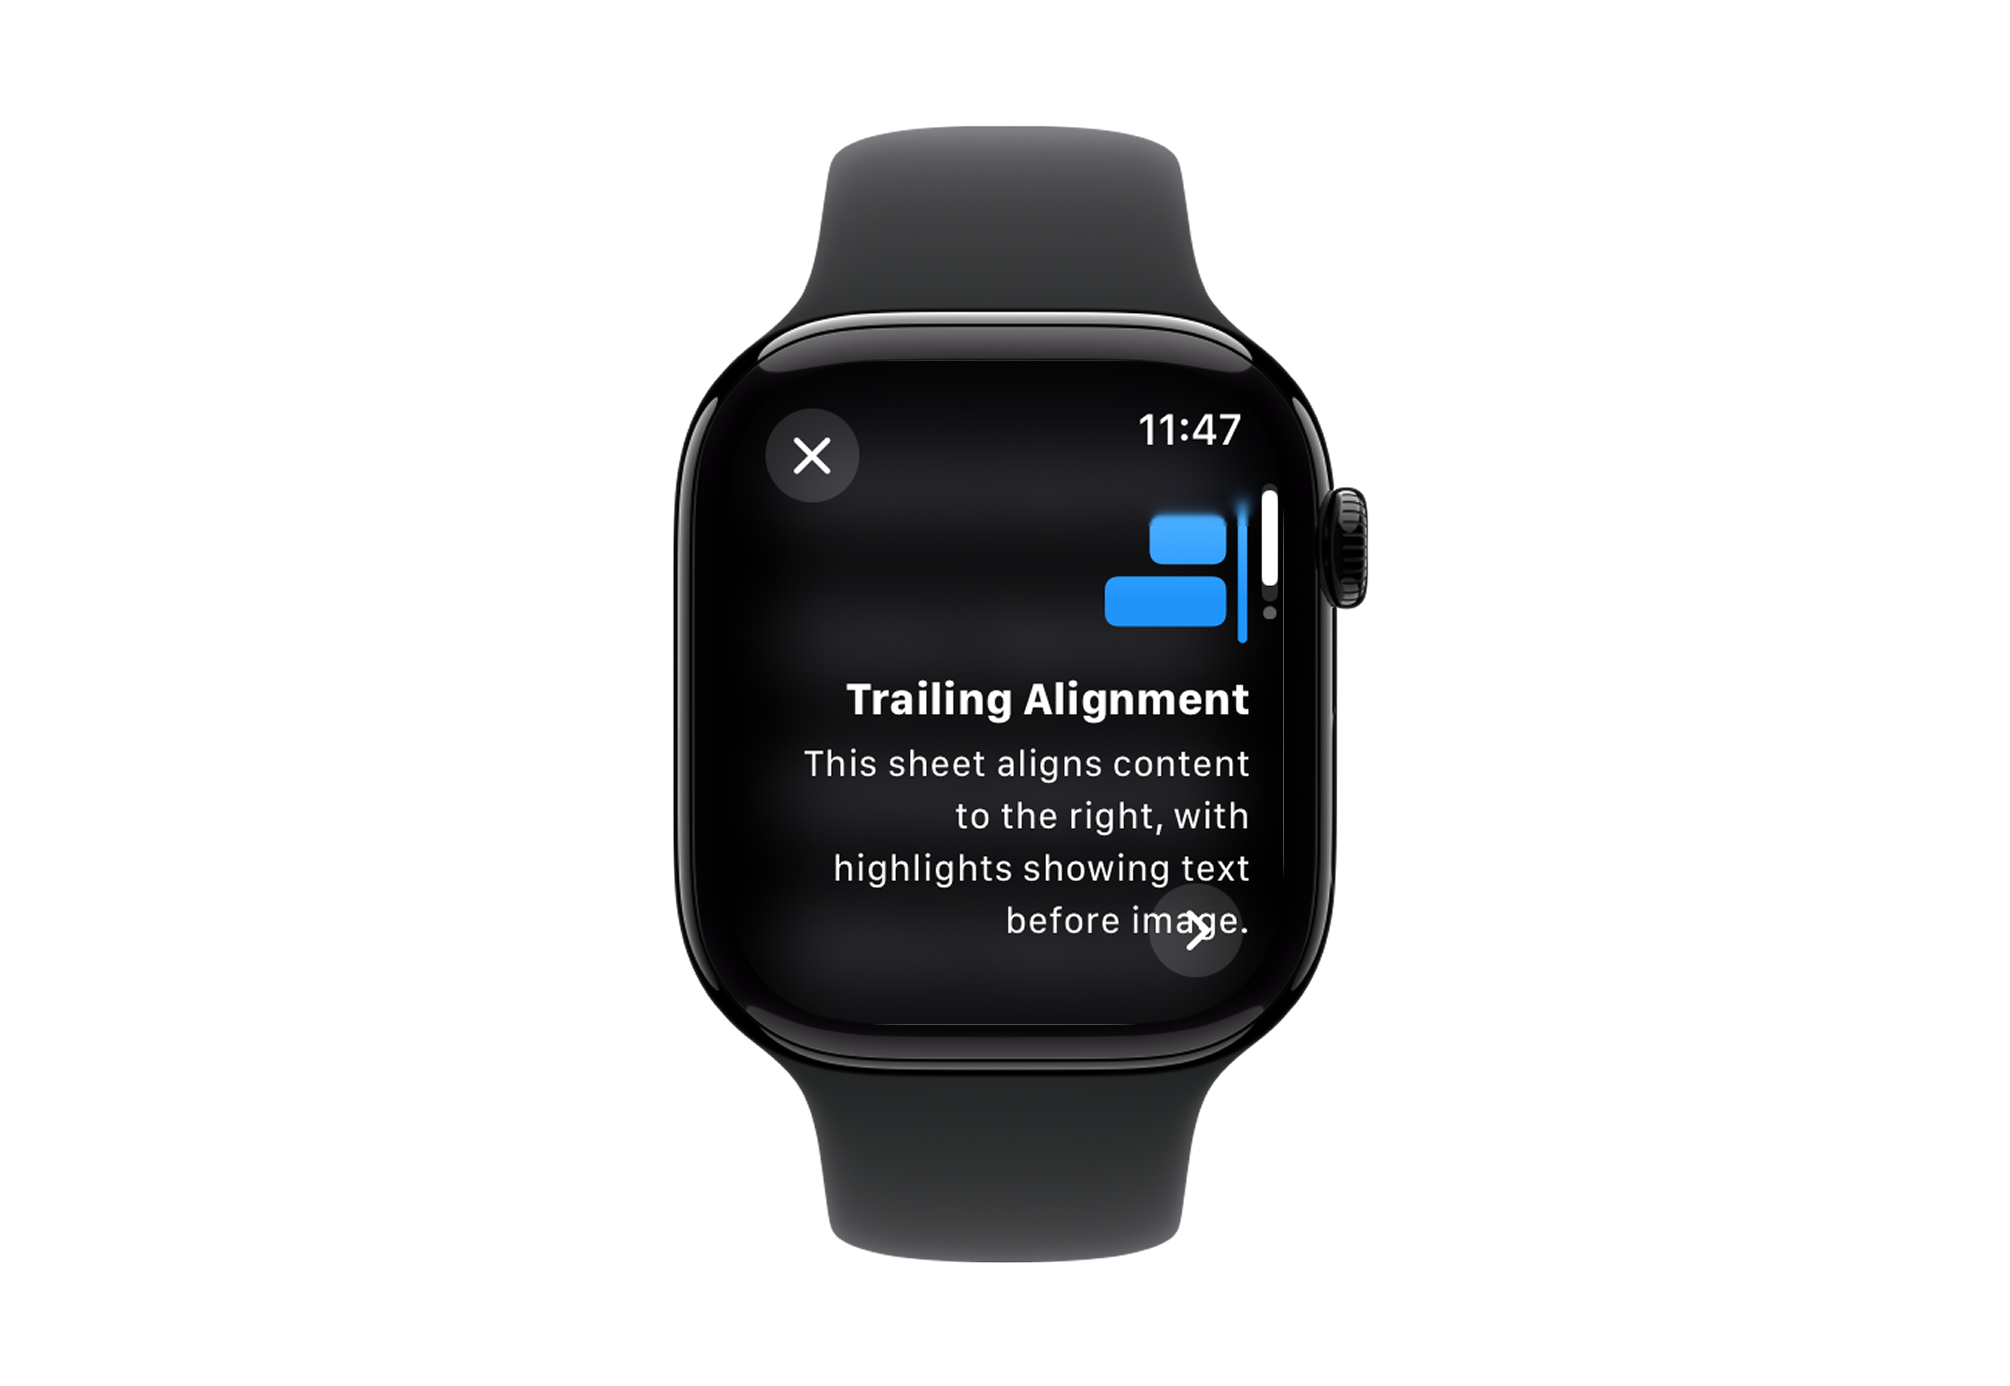 11:47
Trailing Alignment
This sheet aligns content
to the right, with
highlights showing text
before image.